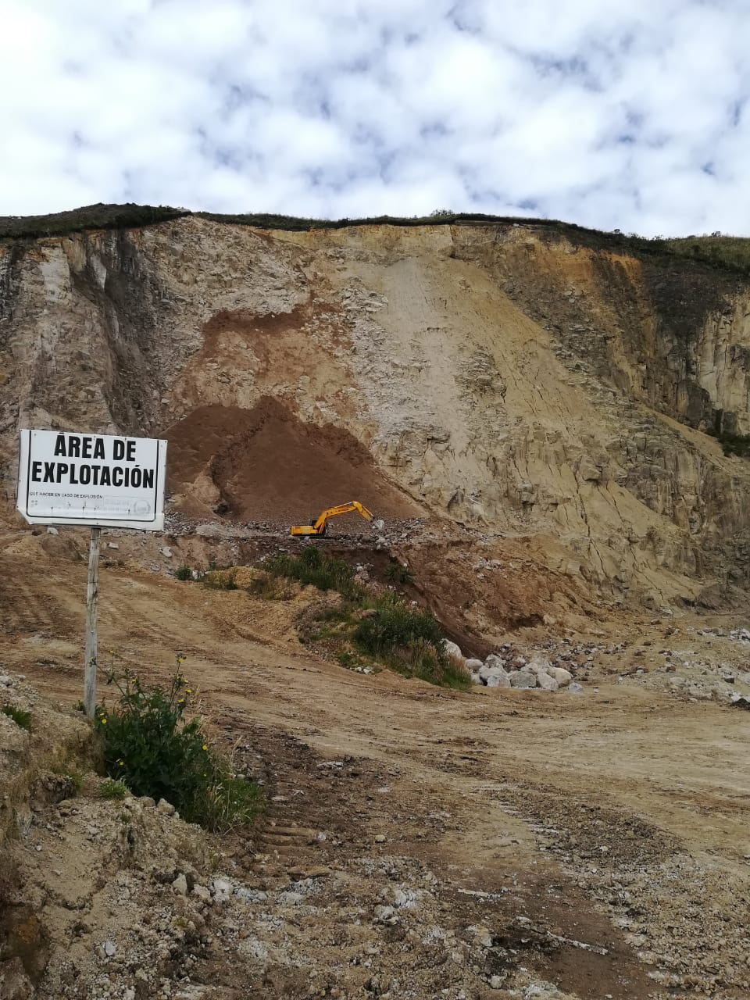 ÁREA DE
EXPLOTACIÓN
QUE HACER EN CASO DE EXPLOSIÓN